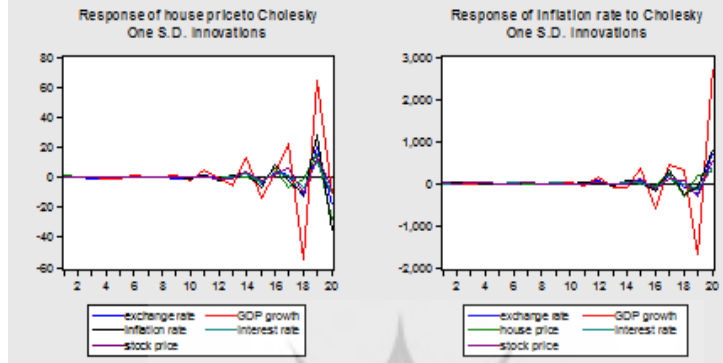 Response of house priceto Cholesky
One S.D. Innovations
80
60
40
20
0
-20
-40
-60
2 4 6 8 10 12 14 16 18 20
exchange rate GDP growth
Inflation rate Interest rate
stock price
Response of Inflation rate to Cholesky
One S.D. Innovations
3,000
2,000
1,000
0
-1,000
-2,000
2 4 6 8 10 12 14 16 18 20
exchange rate GDP growth
house price Interest rate
stock price